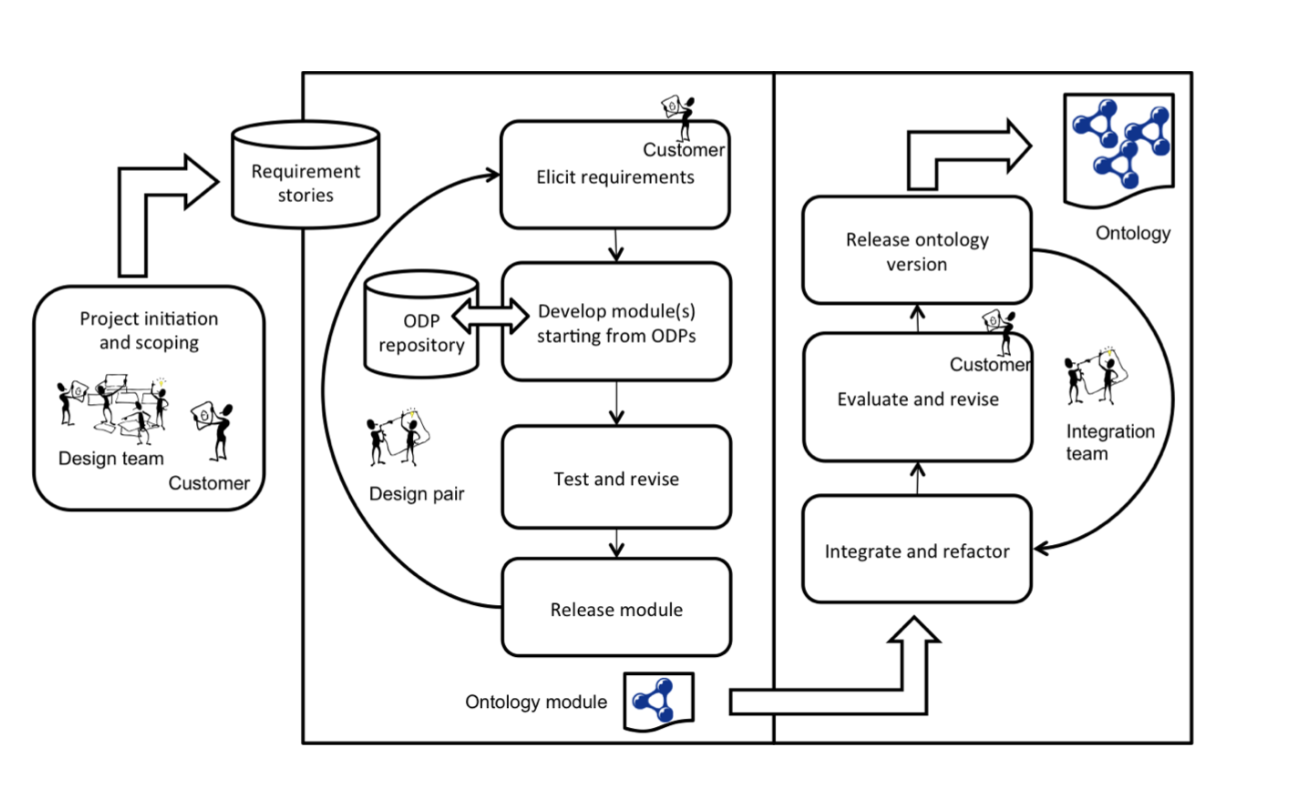 Project initiation
and scoping
Design team
Customer
Requirement
stories
Customer
Elicit requirements
ODP
repository
Develop module(s)
starting from ODPs
Design pair
Test and revise
Release module
Ontology module
Integrate and refactor
Customer
Evaluate and revise
Integration
team
Release ontology
version
Ontology